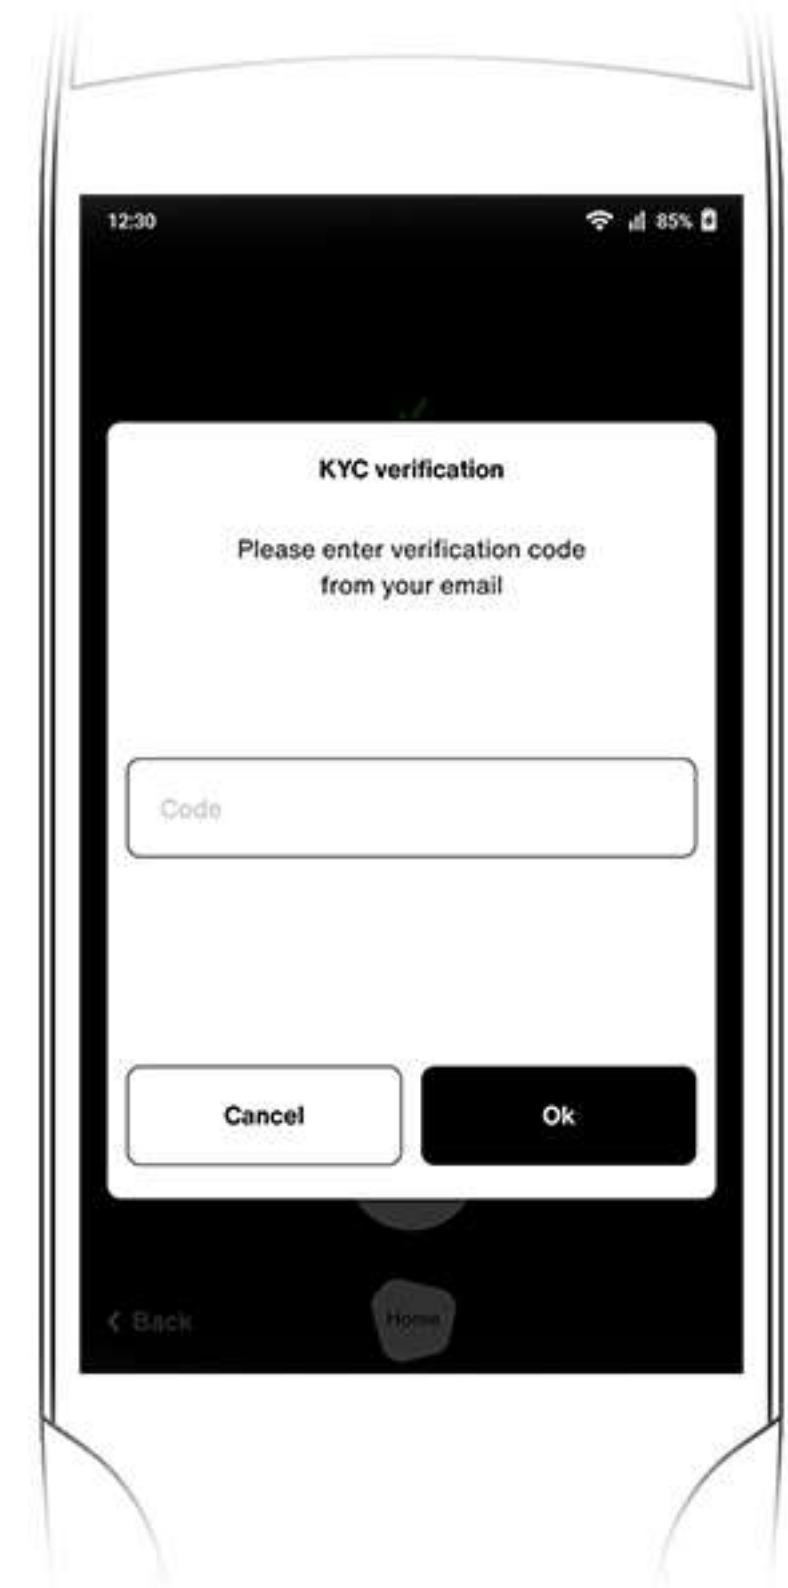 12:30
85%
KYC verification
Please enter verification code
from your email
Code
Cancel
Ok
Back
Home